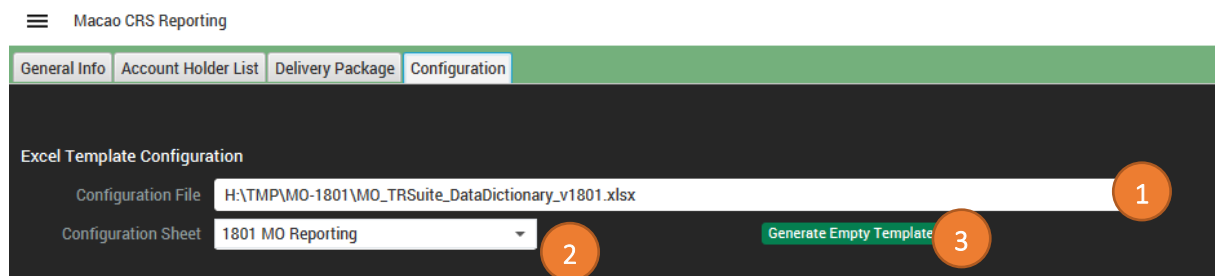 Macao CRS Reporting
General Info Account Holder List Delivery Package Configuration
Excel Template Configuration
Configuration File H:\TMP\MO-1801\MO_TRSuite_DataDictionary_v1801.xlsx 1
Configuration Sheet 1801 MO Reporting 2 Generate Empty Template 3